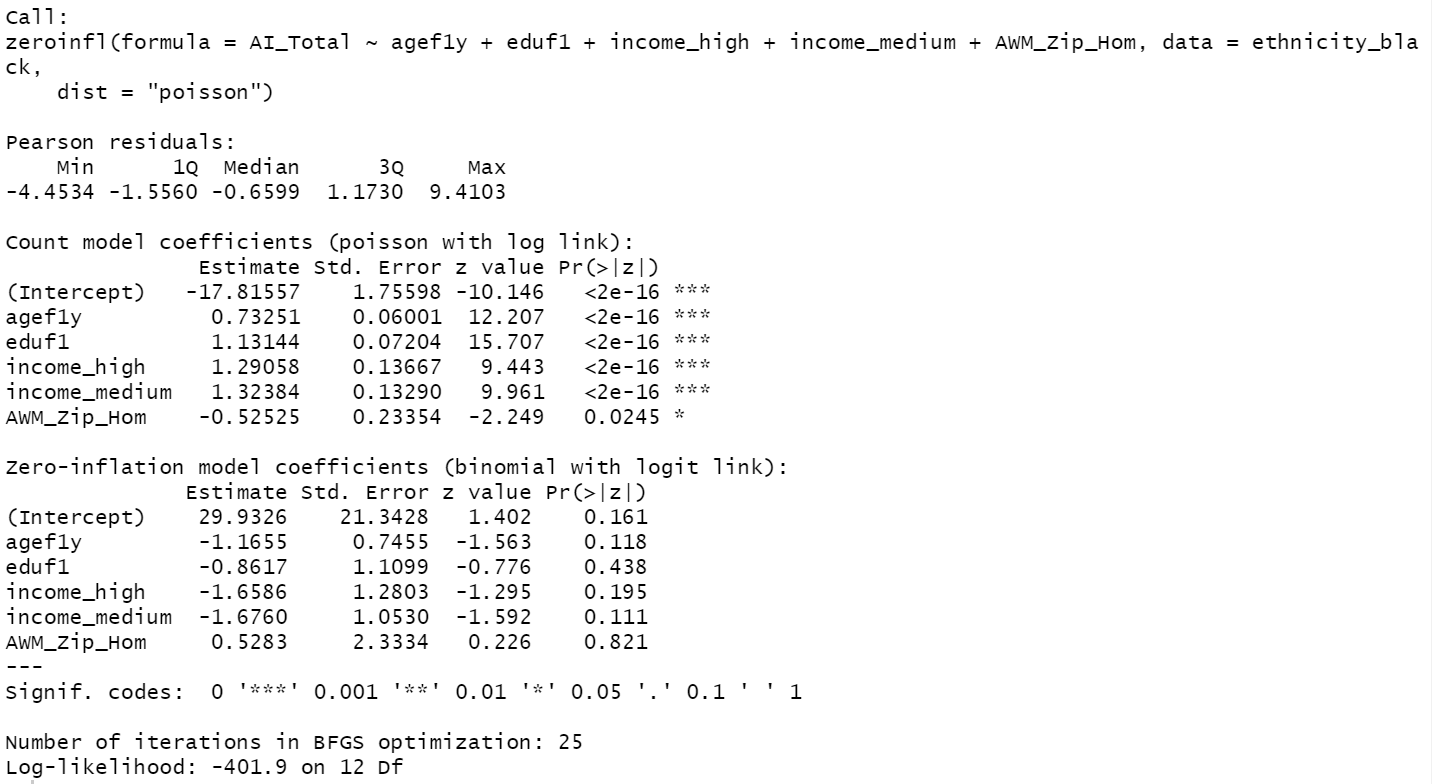 Call:
zeroinfl(formula = AI_Total ~ agef1y + eduf1 + income_high + income_medium + AWM_Zip_Hom, data = ethnicity_bla
ck,
    dist = "poisson")

Pearson residuals:
    Min      1Q  Median      3Q     Max
-4.4534 -1.5560 -0.6599  1.1730  9.4103

Count model coefficients (poisson with log link):
               Estimate Std. Error z value Pr(>|z|)
(Intercept)   -17.81557    1.75598 -10.146   <2e-16 ***
agef1y          0.73251    0.06001  12.207   <2e-16 ***
eduf1           1.13144    0.07204  15.707   <2e-16 ***
income_high     1.29058    0.13667   9.443   <2e-16 ***
income_medium   1.32384    0.13290   9.961   <2e-16 ***
AWM_Zip_Hom    -0.52525    0.23354  -2.249   0.0245 *

Zero-inflation model coefficients (binomial with logit link):
              Estimate Std. Error z value Pr(>|z|)
(Intercept)    29.9326    21.3428   1.402    0.161
agef1y         -1.1655     0.7455  -1.563    0.118
eduf1          -0.8617     1.1099  -0.776    0.438
income_high    -1.6586     1.2803  -1.295    0.195
income_medium  -1.6760     1.0530  -1.592    0.111
AWM_Zip_Hom     0.5283     2.3334   0.226    0.821
---
Signif. codes:  0 '***' 0.001 '**' 0.01 '*' 0.05 '.' 0.1 ' ' 1

Number of iterations in BFGS optimization: 25
Log-likelihood: -401.9 on 12 Df